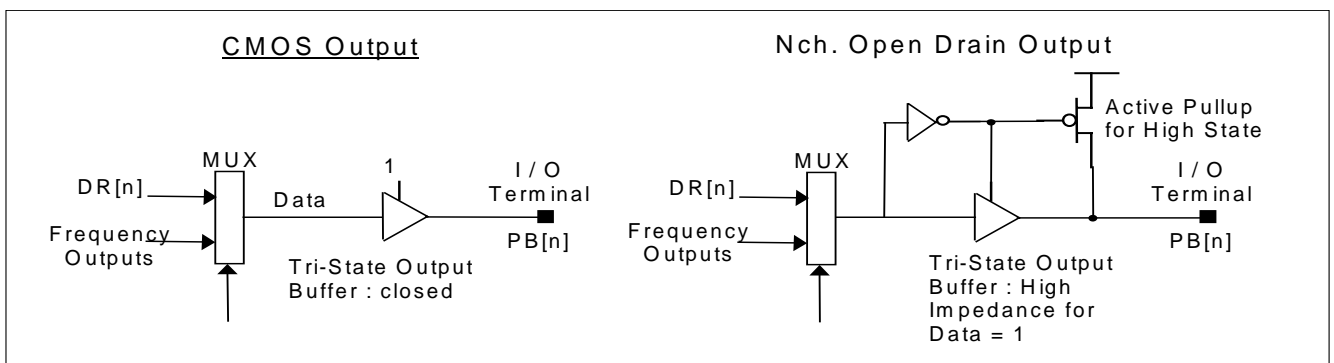 CMOS Output
MUX
DR[n]
Frequency
Outputs
Data
1
I/O
Terminal
PB[n]
Tri-State Output
Buffer : closed
Nch. Open Drain Output
Active Pullup
for High State
MUX
DR[n]
Frequency
Outputs
I/O
Terminal
PB[n]
Tri-State Output
Buffer : High
Impedance for
Data = 1